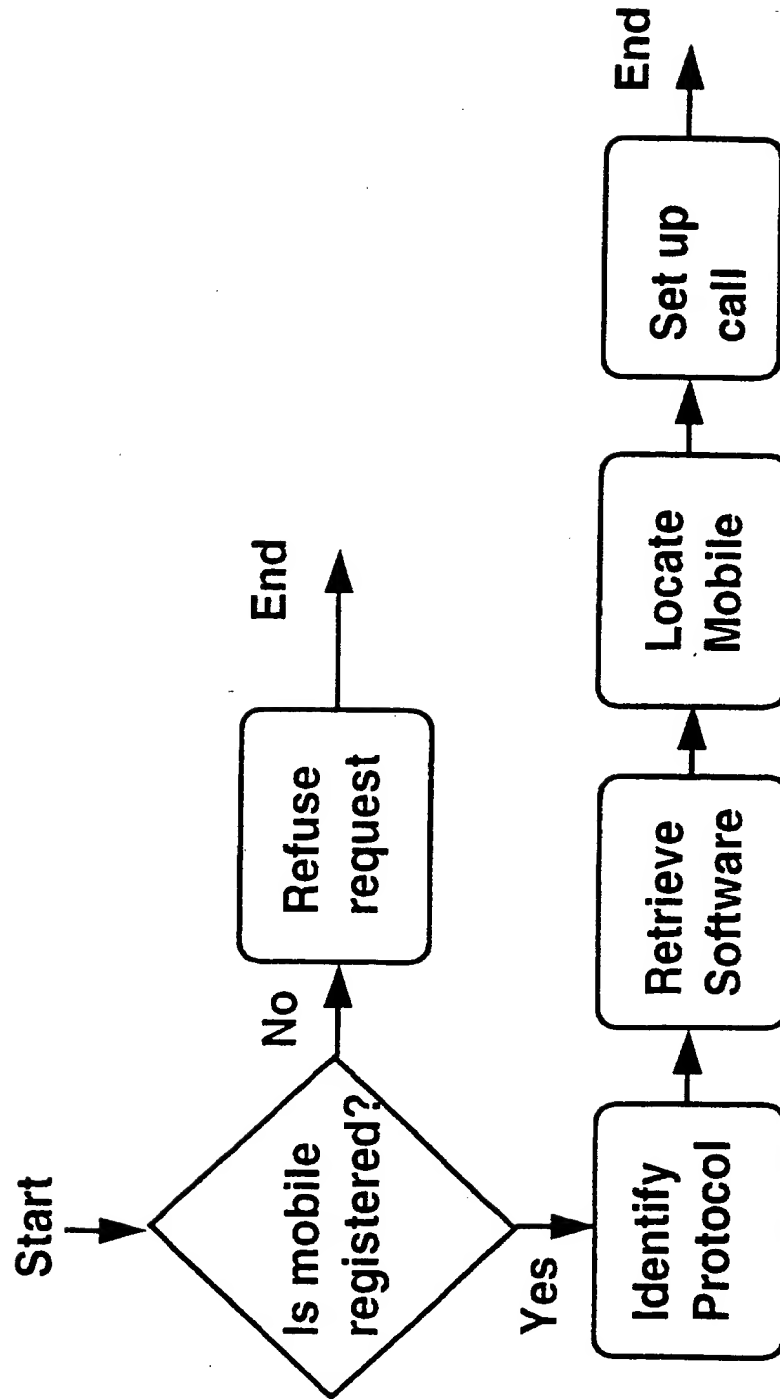 Start
Is mobile
registered?
No
Refuse
request
End
Yes
Identify
Protocol
Retrieve
Software
Locate
Mobile
Set up
call
End